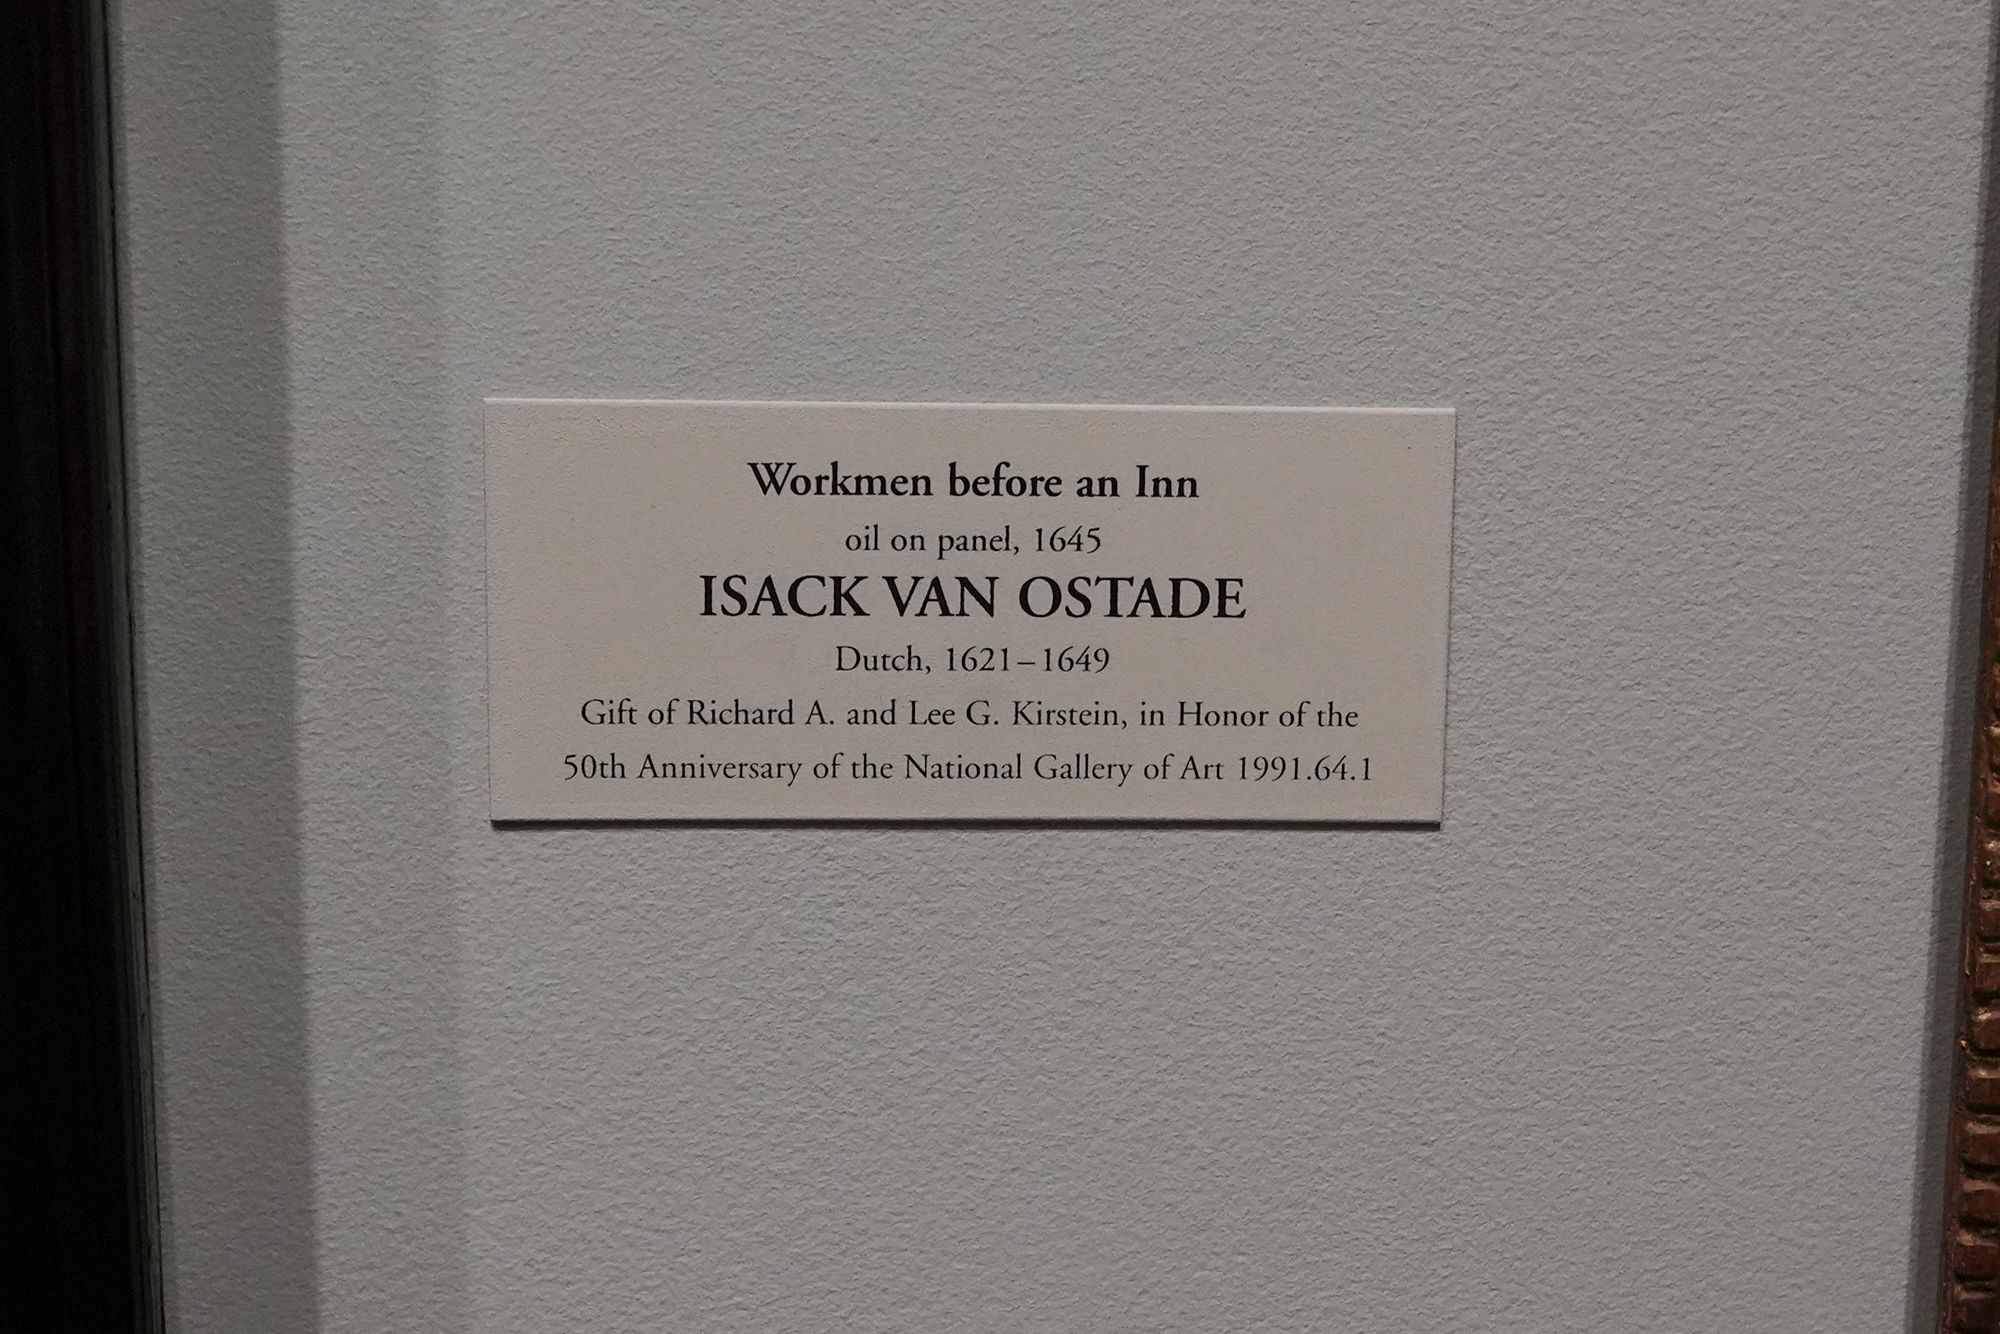 Workmen before an Inn
oil on panel, 1645
ISACK VAN OSTADE
Dutch, 1621–1649
Gift of Richard A. and Lee G. Kirstein, in Honor of the
50th Anniversary of the National Gallery of Art 1991.64.1